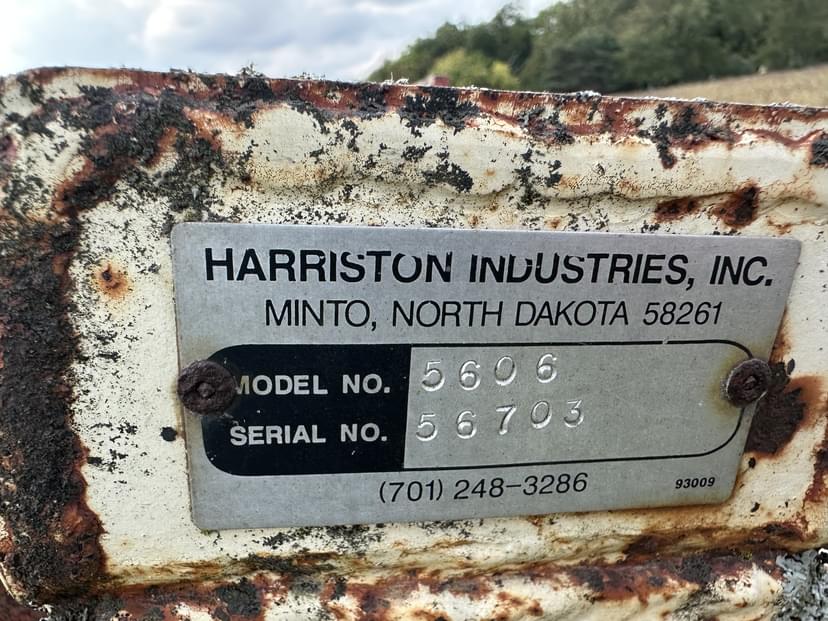 HARRISTON INDUSTRIES, INC.
MINTO, NORTH DAKOTA 58261
MODEL NO. 5606
SERIAL NO. 56703
(701) 248-3286 93009